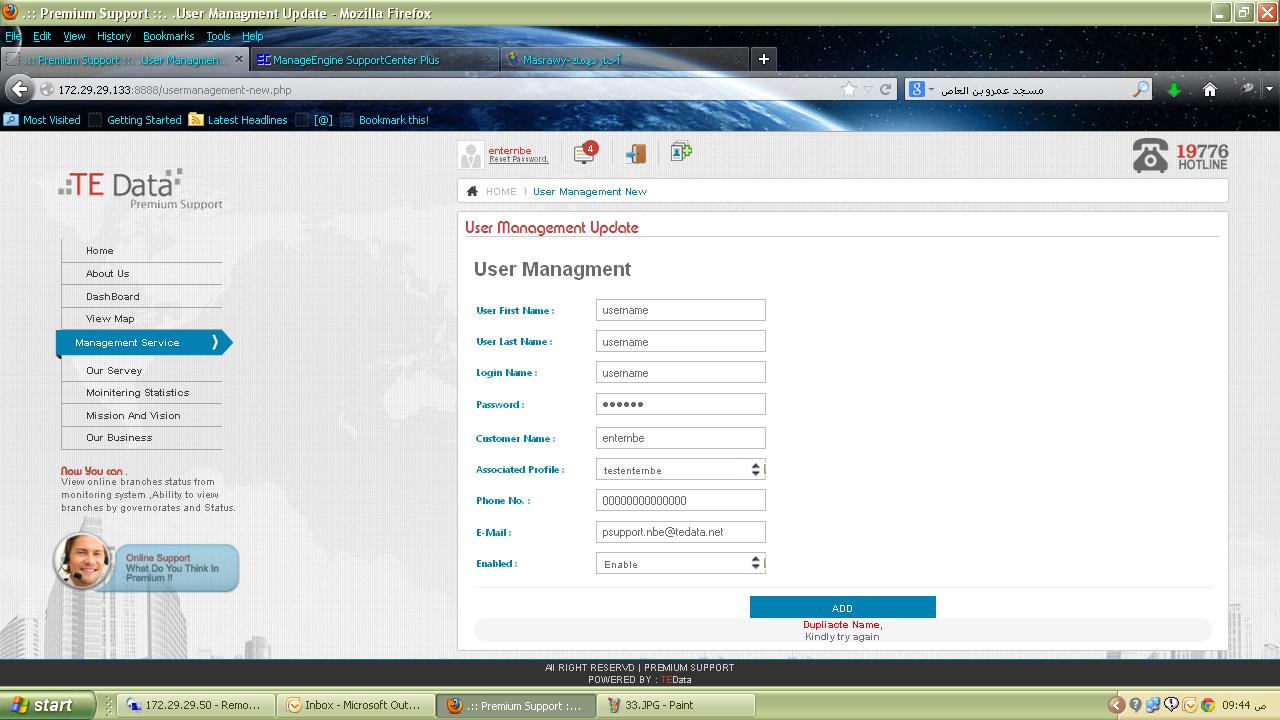 .:: Premium Support ::. .User Managment Update - Mozilla Firefox
File Edit View History Bookmarks Tools Help
.:: Premium Support ::. .User Managmen... ManageEngine SupportCenter Plus Masrawy-أخبار تهمك
172.29.29.133:8888/usermanagement-new.php مسجد عمرو بن العاص
Most Visited Getting Started Latest Headlines [@] Bookmark this!
enternbe
Reset Password.
4
19776
HOTLINE
TE Data
Premium Support
HOME ) User Management New
User Management Update
User Managment
Home
About Us
DashBoard
View Map
Management Service
Our Servey
Moinitering Statistics
Mission And Vision
Our Business
Now You can .
View online branches status from
monitoring system ,Ability to view
branches by governorates and Status.
Online Support
What Do You Think In
Premium !!
User First Name : username
User Last Name : username
Login Name : username
Password : ●●●●●●
Customer Name : enternbe
Associated Profile : testenternbe
Phone No. : 00000000000000
E-Mail : psupport.nbe@tedata.net
Enabled : Enable
ADD
Dupliacte Name,
Kindly try again
All RIGHT RESERVD | PREMIUM SUPPORT
POWERED BY : TEData
start 172.29.29.50 - Remo... Inbox - Microsoft Out... .:: Premium Support :... 33.JPG - Paint 09:44 ص